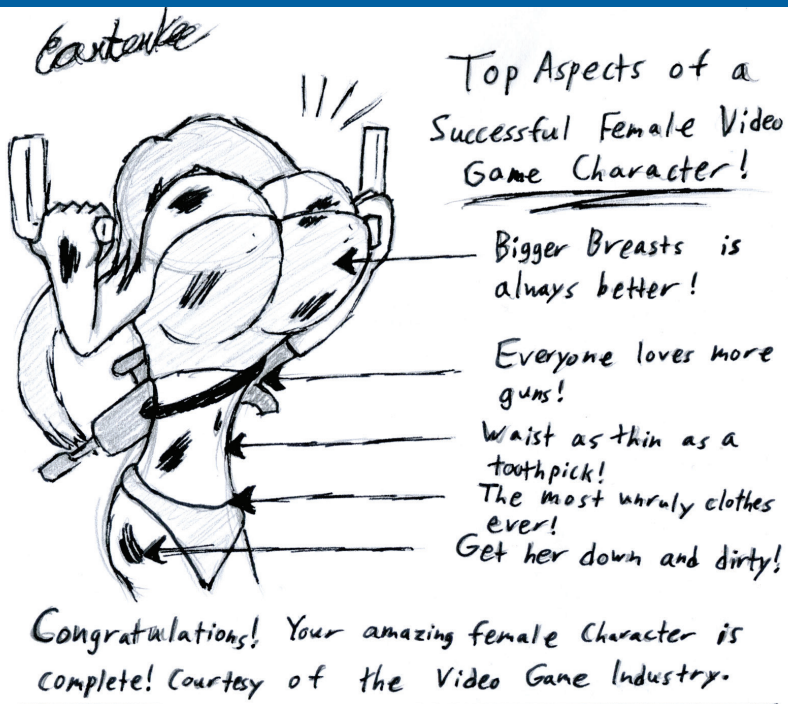 Top Aspects of a
Successful Female Video
Game Character!
Bigger Breasts is
always better!
Everyone loves more
guns!
Waist as thin as a
toothpick!
The most unruly clothes
ever!
Get her down and dirty!
Congratulations! Your amazing female Character is
complete! Courtesy of the Video Game Industry.